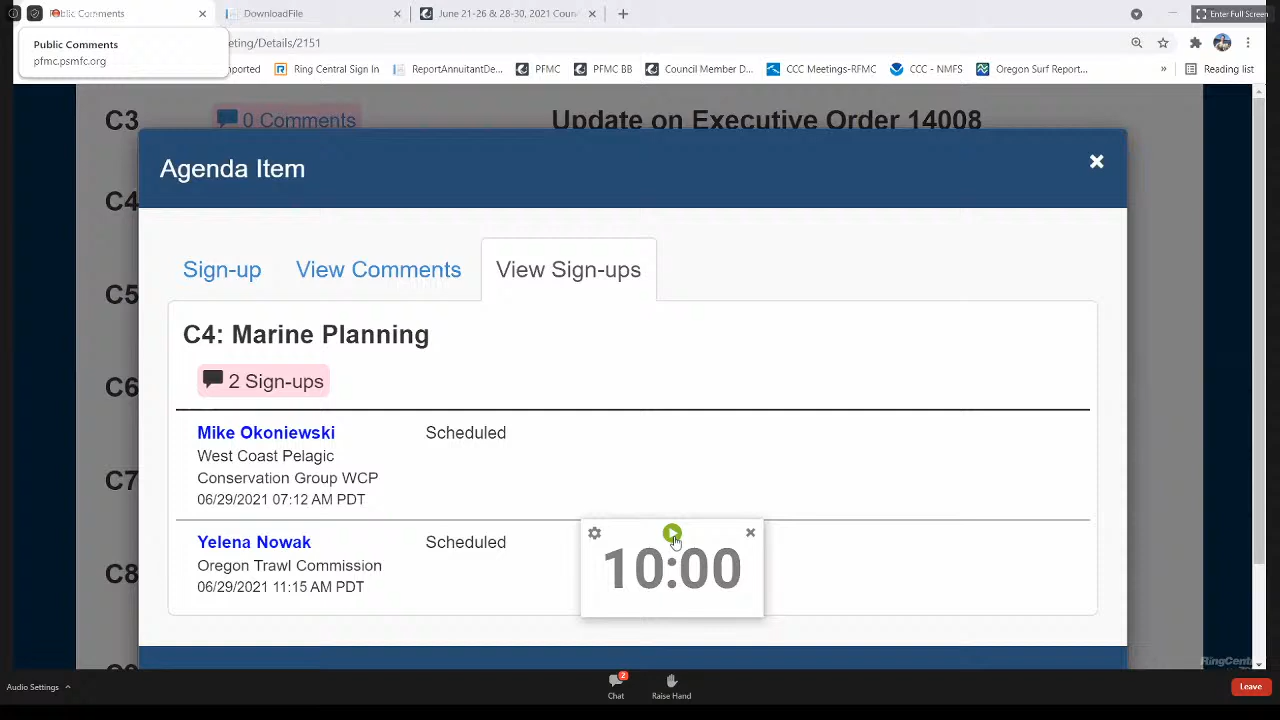 Public Comments
DownloadFile
June 21-26 & 28-30, 2021 Coun
Enter Full Screen
Public Comments
pfmc.psmfc.org
eting/Details/2151
nported
Ring Central Sign In
ReportAnnuitantDe...
PFMC
PFMC BB
Council Member D...
CCC Meetings-RFMC
CCC - NMFS
Oregon Surf Report...
»
Reading list
C3
0 Comments
Update on Executive Order 14008
Agenda Item
C4
Sign-up
View Comments
View Sign-ups
C5
C4: Marine Planning
2 Sign-ups
C6
Mike Okoniewski
Scheduled
West Coast Pelagic
Conservation Group WCP
C7
06/29/2021 07:12 AM PDT
Yelena Nowak
Scheduled
10:00
Oregon Trawl Commission
C8
06/29/2021 11:15 AM PDT
RingCent
Audio Settings
2
Chat
Raise Hand
Leave